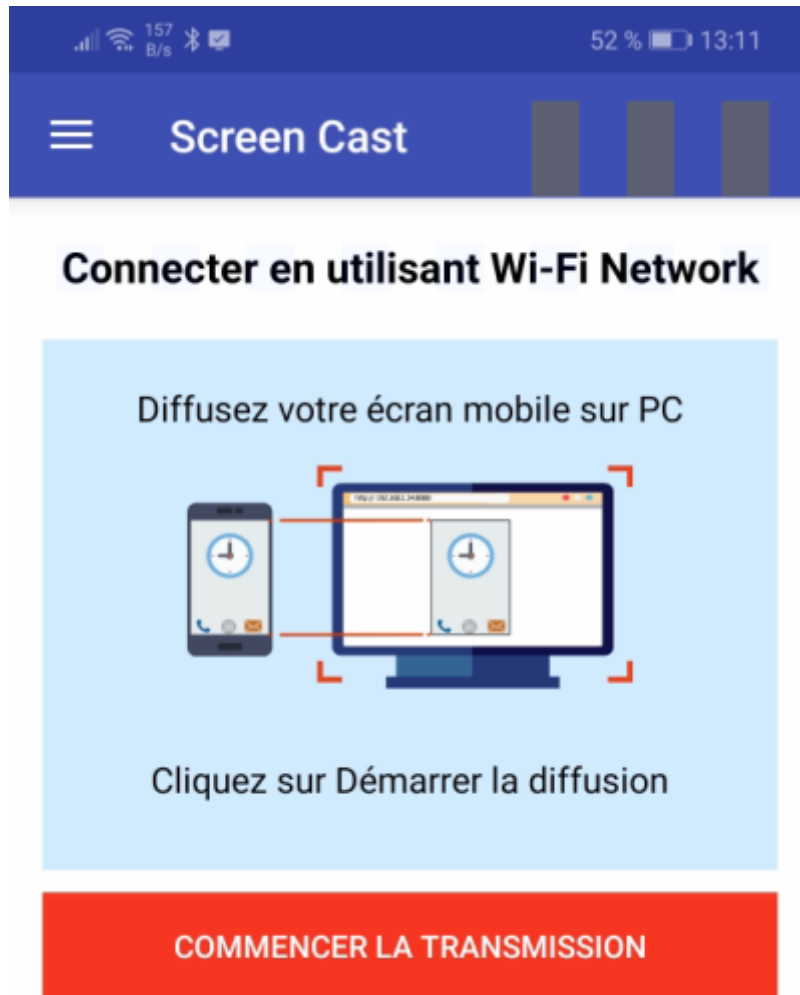 157
B/s
52 % 13:11
Screen Cast
Connecter en utilisant Wi-Fi Network
Diffusez votre écran mobile sur PC
Cliquez sur Démarrer la diffusion
COMMENCER LA TRANSMISSION